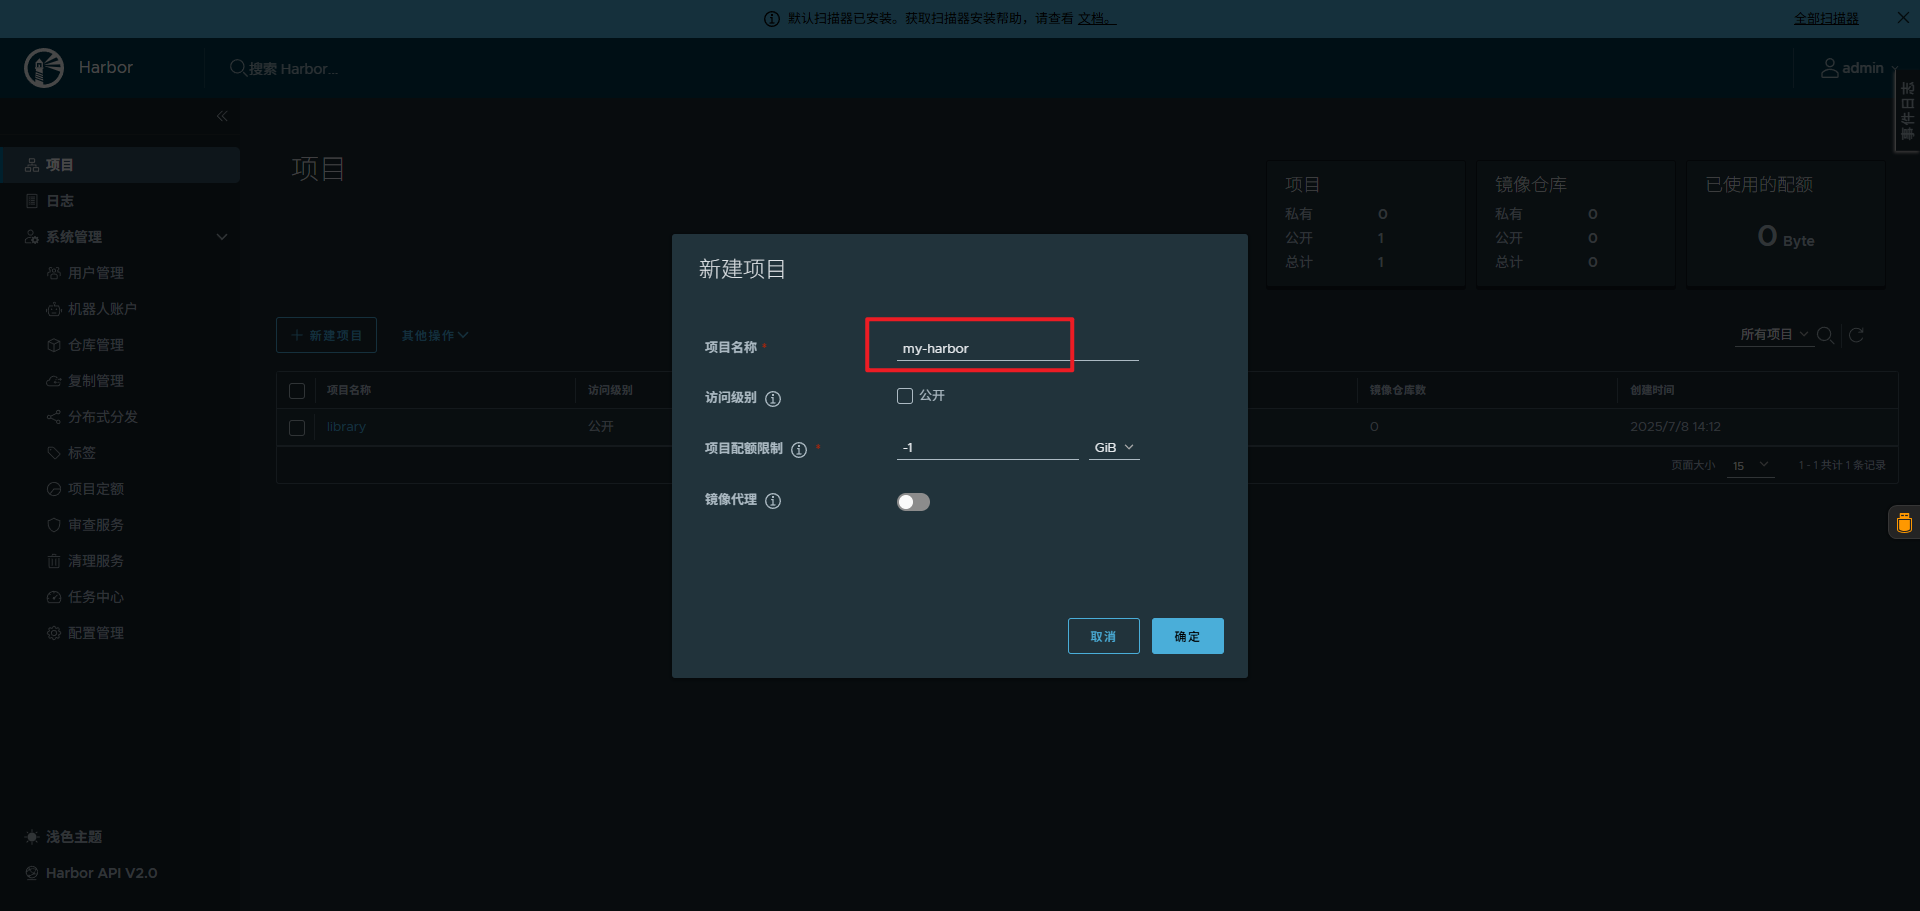 默认扫描器已安装。获取扫描器安装帮助，请查看 文档。
全部扫描器
Harbor
搜索 Harbor...
admin
事件日志
项目
日志
系统管理
用户管理
机器人账户
仓库管理
复制管理
分布式分发
标签
项目定额
审查服务
清理服务
任务中心
配置管理
浅色主题
Harbor API V2.0
项目
项目
私有 0
公开 1
总计 1
镜像仓库
私有 0
公开 0
总计 0
已使用的配额
0 Byte
新建项目
其他操作
所有项目
项目名称 访问级别 镜像仓库数 创建时间
library 公开 0 2025/7/8 14:12
页面大小 15 1 - 1 共计 1 条记录
新建项目
项目名称 *
my-harbor
访问级别
公开
项目配额限制 *
-1 GiB
镜像代理
取消
确定